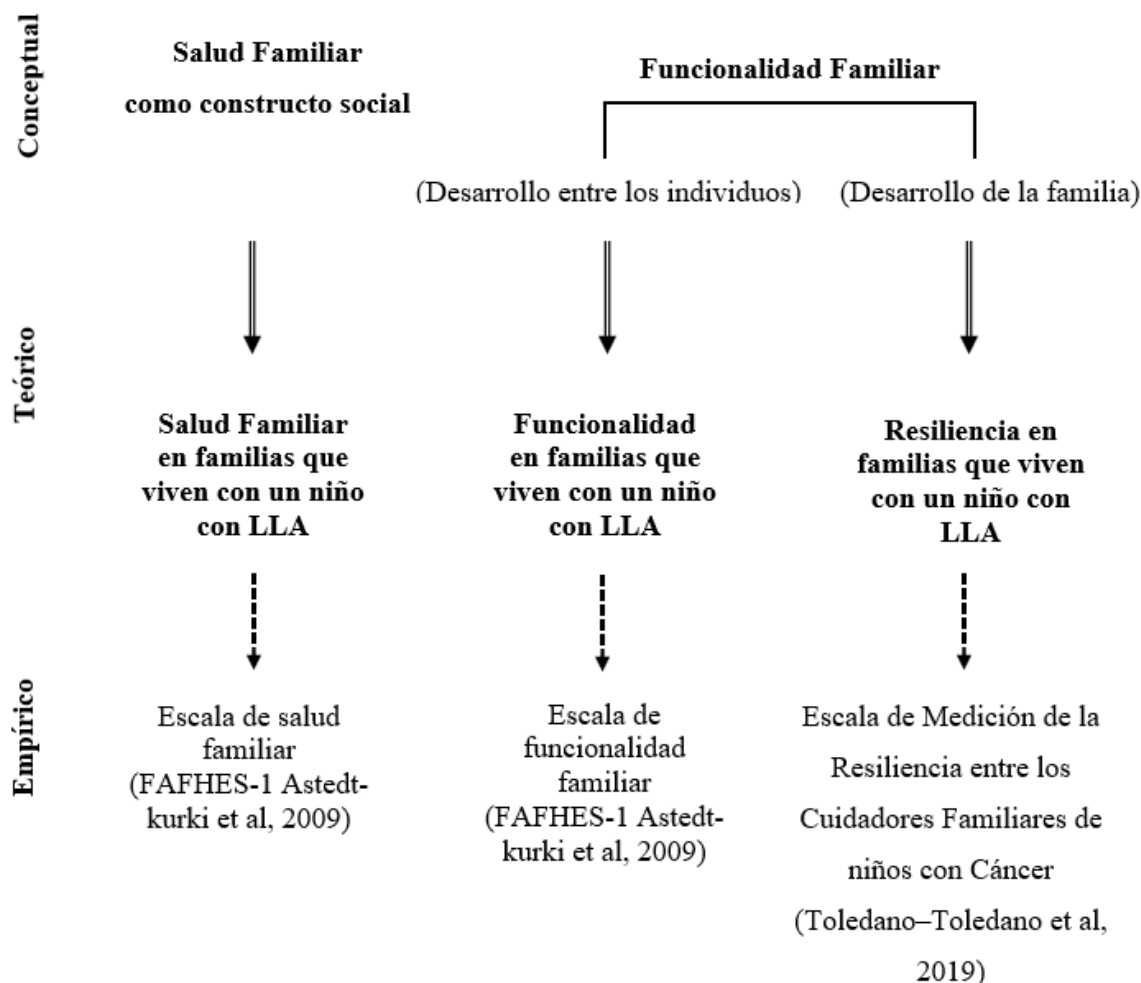 Conceptual
Salud Familiar
como constructo social
Funcionalidad Familiar
(Desarrollo entre los individuos)
(Desarrollo de la familia)
Teórico
Salud Familiar
en familias que
viven con un niño
con LLA
Funcionalidad
en familias que
viven con un niño
con LLA
Resiliencia en
familias que viven
con un niño con
LLA
Empírico
Escala de salud
familiar
(FAFHES-1 Astedt-
kurki et al, 2009)
Escala de
funcionalidad
familiar
(FAFHES-1 Astedt-
kurki et al, 2009)
Escala de Medición de la
Resiliencia entre los
Cuidadores Familiares de
niños con Cáncer
(Toledano–Toledano et al,
2019)